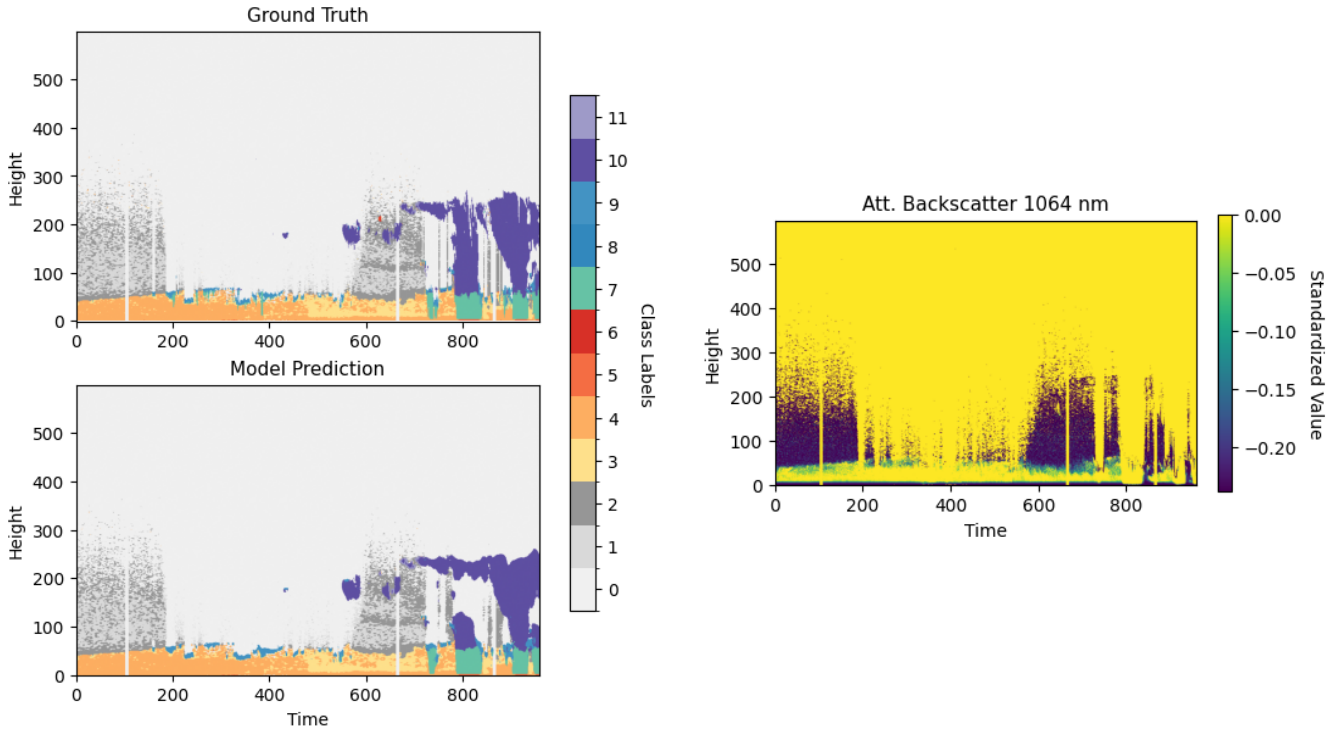 Ground Truth
Height
500
400
300
200
100
0
0 200 400 600 800
Model Prediction
Height
500
400
300
200
100
0
0 200 400 600 800
Time
11
10
9
8
7
6
5
4
3
2
1
0
Class Labels
Att. Backscatter 1064 nm
Height
500
400
300
200
100
0
0 200 400 600 800
Time
0.00
−0.05
−0.10
−0.15
−0.20
Standardized Value